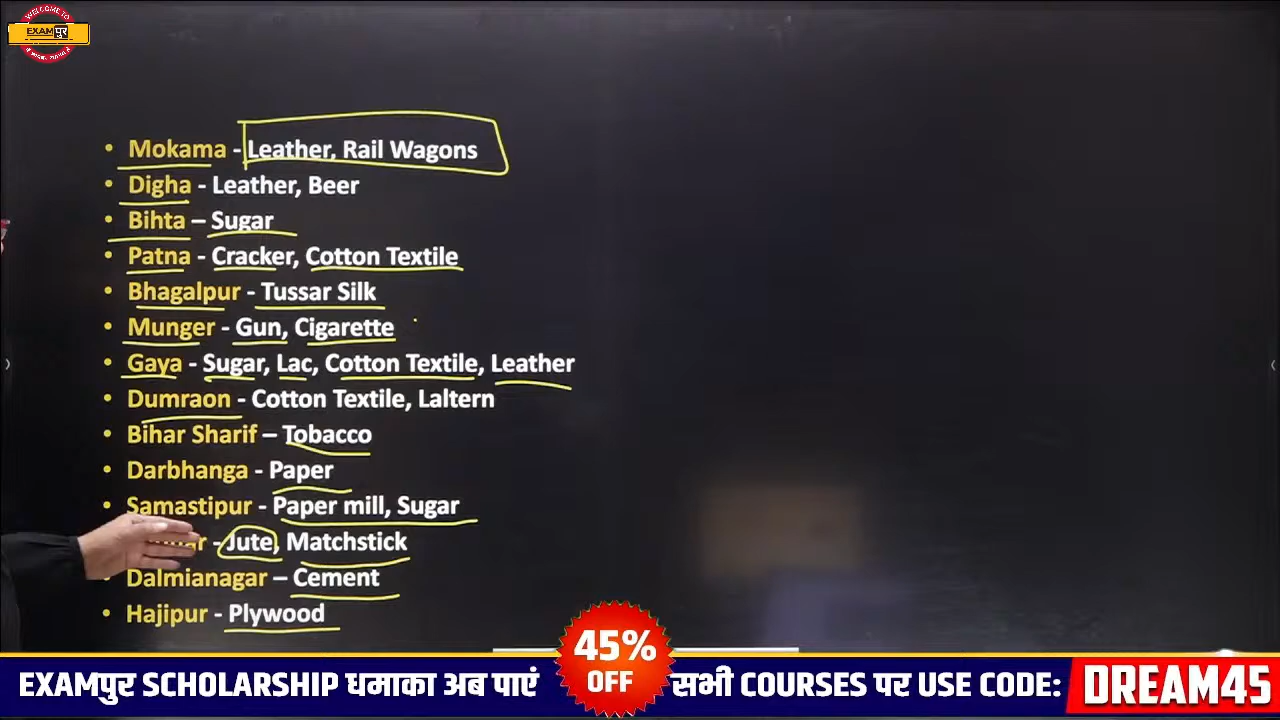 WELCOME TO
EXAMपुर
• Mokama - Leather, Rail Wagons
• Digha - Leather, Beer
• Bihta – Sugar
• Patna - Cracker, Cotton Textile
• Bhagalpur - Tussar Silk
• Munger - Gun, Cigarette
• Gaya - Sugar, Lac, Cotton Textile, Leather
• Dumraon - Cotton Textile, Laltern
• Bihar Sharif – Tobacco
• Darbhanga - Paper
• Samastipur - Paper mill, Sugar
- Jute, Matchstick
• Dalmianagar – Cement
• Hajipur - Plywood
EXAMपुर SCHOLARSHIP धमाका अब पाएं 45% OFF सभी COURSES पर USE CODE: DREAM45